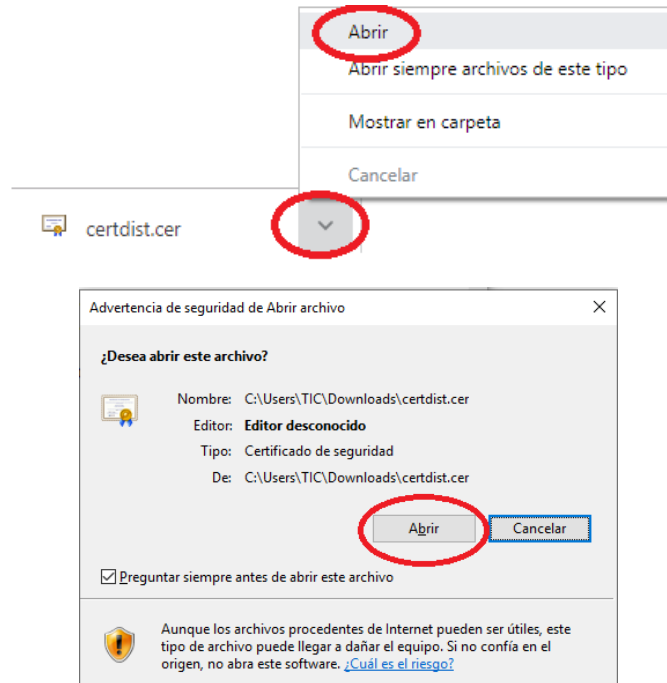 Abrir
Abrir siempre archivos de este tipo
Mostrar en carpeta
Cancelar
certdist.cer
Advertencia de seguridad de Abrir archivo
¿Desea abrir este archivo?
Nombre: C:\Users\TIC\Downloads\certdist.cer
Editor: Editor desconocido
Tipo: Certificado de seguridad
De: C:\Users\TIC\Downloads\certdist.cer
Abrir Cancelar
Preguntar siempre antes de abrir este archivo
Aunque los archivos procedentes de Internet pueden ser útiles, este
tipo de archivo puede llegar a dañar el equipo. Si no confía en el
origen, no abra este software. ¿Cuál es el riesgo?